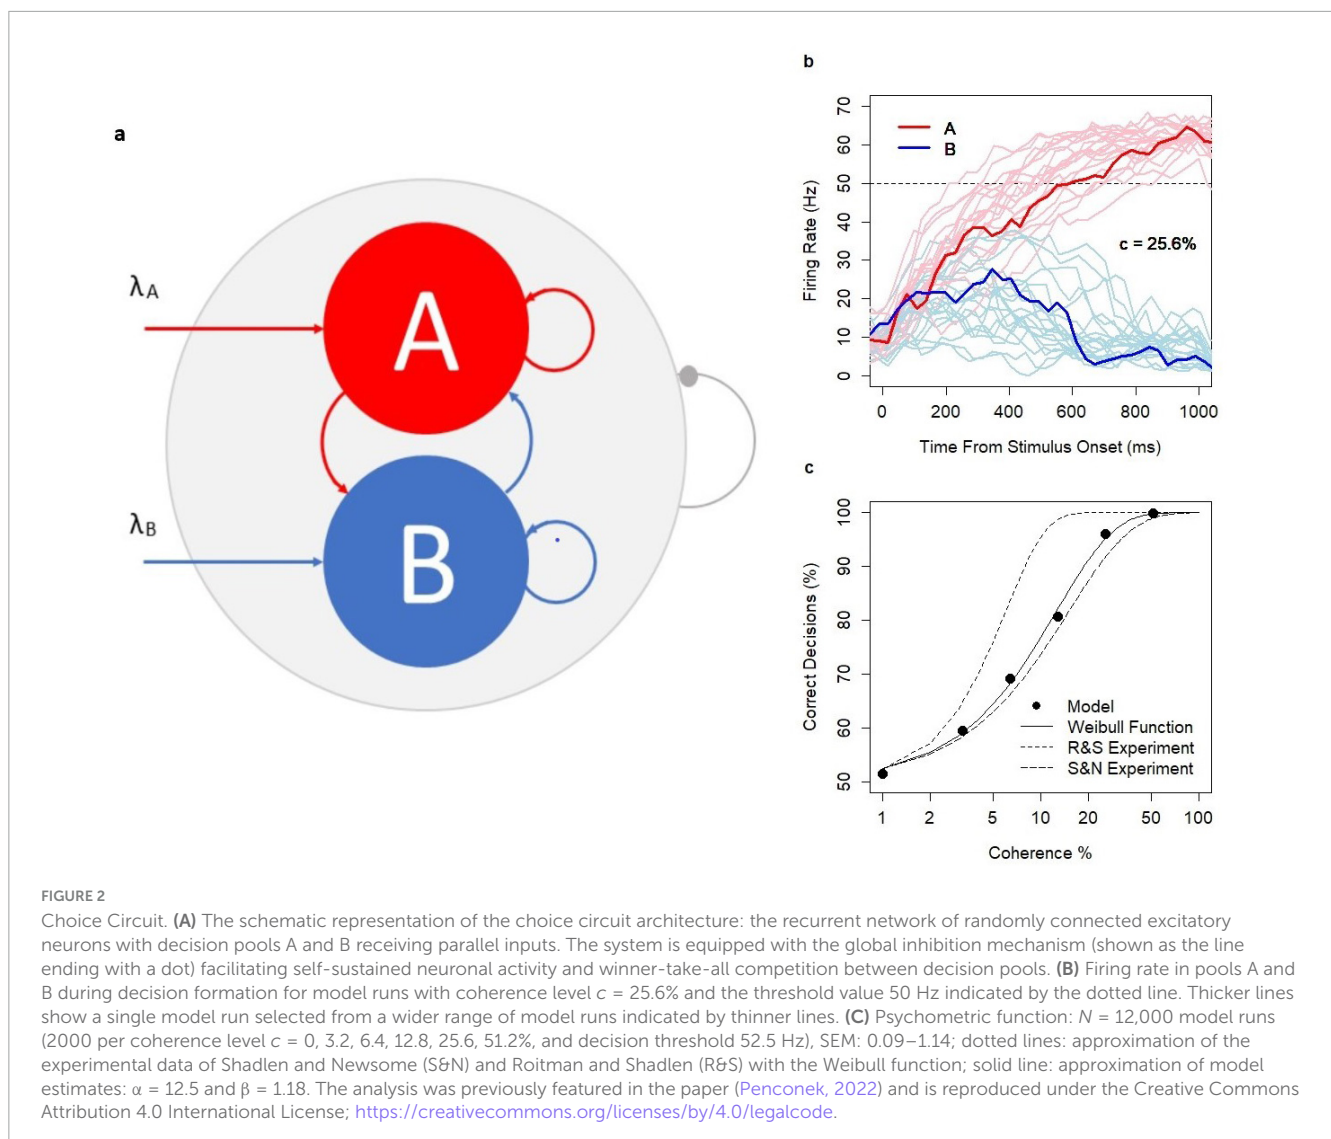 a
λA
A
λB
B
b
Firing Rate (Hz)
70
60
50
40
30
20
10
0
A
B
c = 25.6%
0 200 400 600 800 1000
Time From Stimulus Onset (ms)
c
Correct Decisions (%)
100
90
80
70
60
50
Model
Weibull Function
R&S Experiment
S&N Experiment
1 2 5 10 20 50 100
Coherence %
FIGURE 2
Choice Circuit. (A) The schematic representation of the choice circuit architecture: the recurrent network of randomly connected excitatory
neurons with decision pools A and B receiving parallel inputs. The system is equipped with the global inhibition mechanism (shown as the line
ending with a dot) facilitating self-sustained neuronal activity and winner-take-all competition between decision pools. (B) Firing rate in pools A and
B during decision formation for model runs with coherence level c = 25.6% and the threshold value 50 Hz indicated by the dotted line. Thicker lines
show a single model run selected from a wider range of model runs indicated by thinner lines. (C) Psychometric function: N = 12,000 model runs
(2000 per coherence level c = 0, 3.2, 6.4, 12.8, 25.6, 51.2%, and decision threshold 52.5 Hz), SEM: 0.09–1.14; dotted lines: approximation of the
experimental data of Shadlen and Newsome (S&N) and Roitman and Shadlen (R&S) with the Weibull function; solid line: approximation of model
estimates: α = 12.5 and β = 1.18. The analysis was previously featured in the paper (Penconek, 2022) and is reproduced under the Creative Commons
Attribution 4.0 International License; https://creativecommons.org/licenses/by/4.0/legalcode.